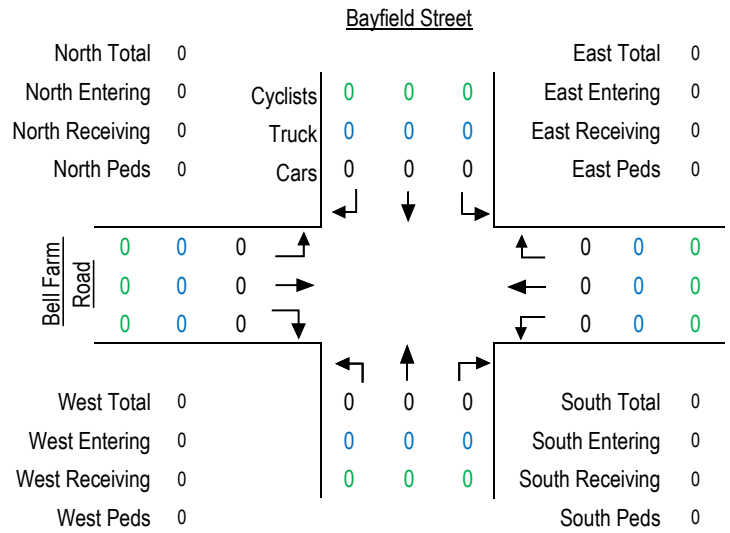 Bayfield Street
North Total 0
East Total 0
North Entering 0
Cyclists 0 0 0
East Entering 0
North Receiving 0
Truck 0 0 0
East Receiving 0
North Peds 0
Cars 0 0 0
East Peds 0
Bell Farm
Road
0 0 0
0 0 0
0 0 0
0 0 0
0 0 0
0 0 0
West Total 0
0 0 0
South Total 0
West Entering 0
0 0 0
South Entering 0
West Receiving 0
0 0 0
South Receiving 0
West Peds 0
South Peds 0